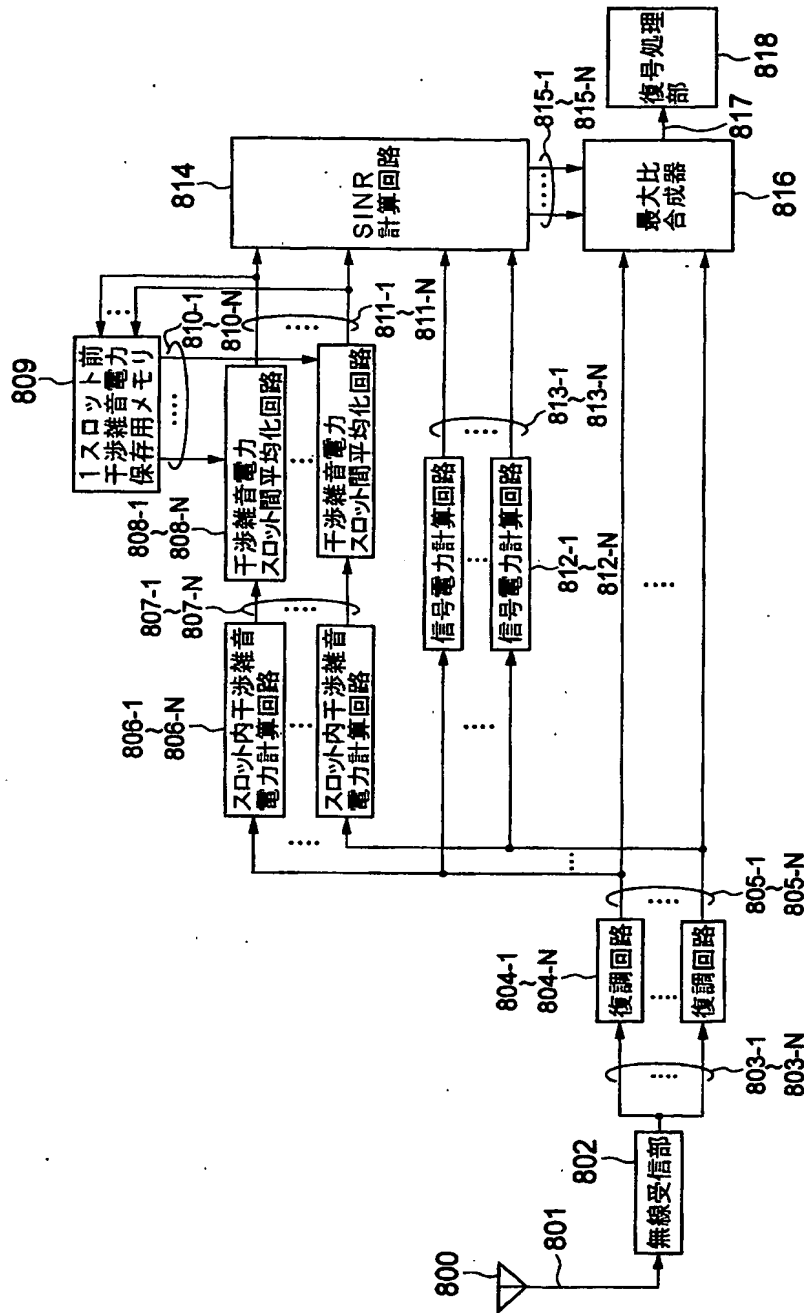 800
801
802
無線受信部
803-1
~
803-N
804-1
~
804-N
復調回路
復調回路
805-1
~
805-N
806-1
~
806-N
スロット内干渉雑音
電力計算回路
スロット内干渉雑音
電力計算回路
807-1
~
807-N
808-1
~
808-N
干渉雑音電力
スロット間平均化回路
干渉雑音電力
スロット間平均化回路
809
1スロット前
干渉雑音電力
保存用メモリ
810-1
~
810-N
811-1
~
811-N
信号電力計算回路
信号電力計算回路
812-1
~
812-N
813-1
~
813-N
814
SINR
計算回路
815-1
~
815-N
最大比
合成器
816
817
復号処理
部
818